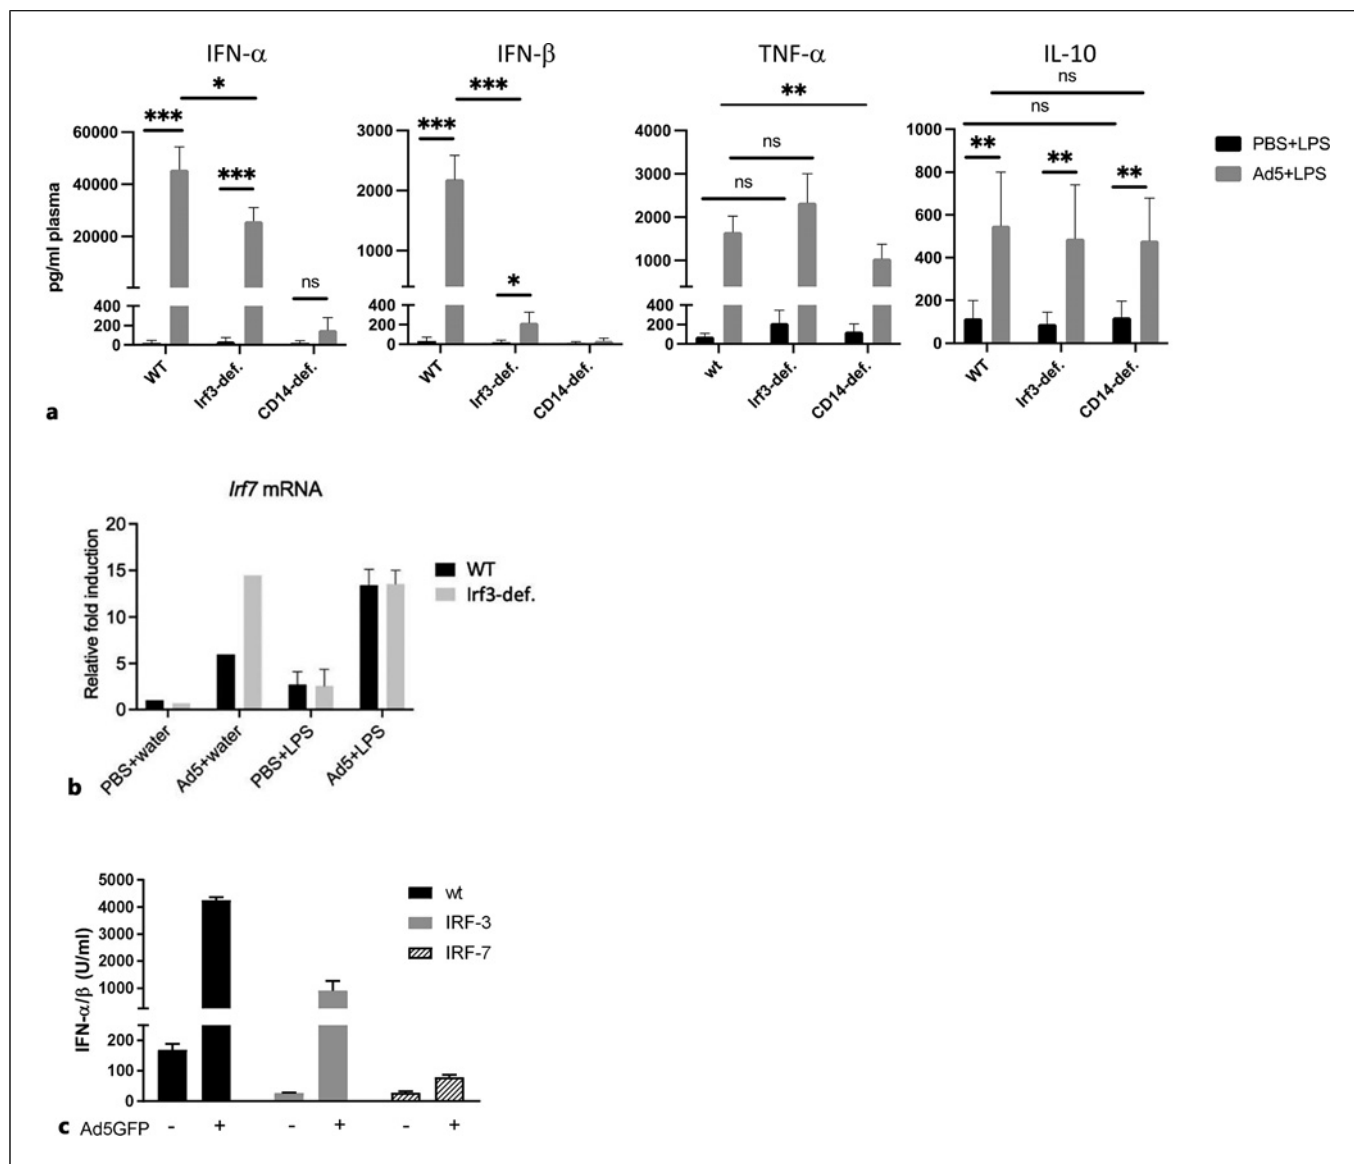 IFN-α
IFN-β
TNF-α
IL-10
*
***
***
***
ns
60000
40000
20000
400
200
0
pg/ml plasma
WT
Irf3-def.
CD14-def.
***
***
*
3000
2000
1000
400
200
0
WT
Irf3-def.
CD14-def.
**
ns
ns
4000
3000
2000
1000
400
200
0
wt
Irf3-def.
CD14-def.
ns
ns
**
**
**
1000
800
600
400
200
0
WT
Irf3-def.
CD14-def.
PBS+LPS
Ad5+LPS
a
Irf7 mRNA
20
15
10
5
0
Relative fold induction
WT
Irf3-def.
PBS+water
Ad5+water
PBS+LPS
Ad5+LPS
b
5000
4000
3000
2000
1000
200
100
0
IFN-α/β (U/ml)
wt
IRF-3
IRF-7
c Ad5GFP - + - + - +